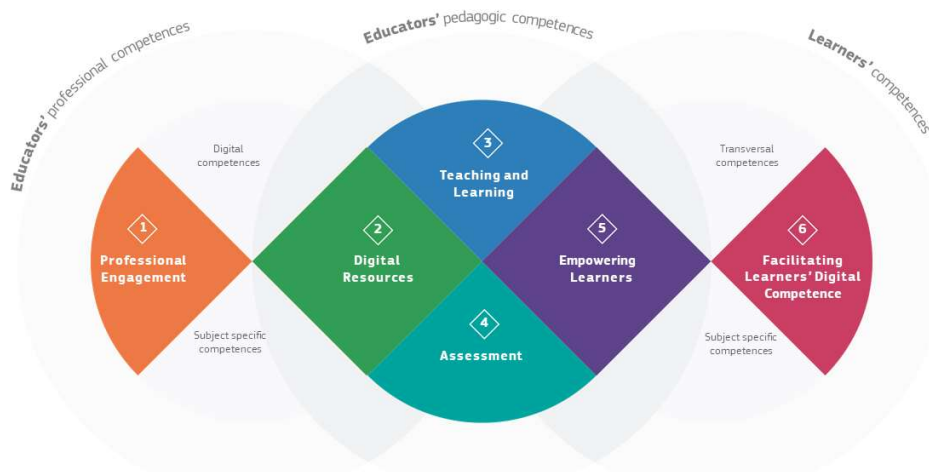 Educators' professional competences
Educators' pedagogic competences
Learners' competences
Digital
competences
Subject specific
competences
1
Professional
Engagement
2
Digital
Resources
3
Teaching and
Learning
4
Assessment
5
Empowering
Learners
Transversal
competences
Subject specific
competences
6
Facilitating
Learners' Digital
Competence